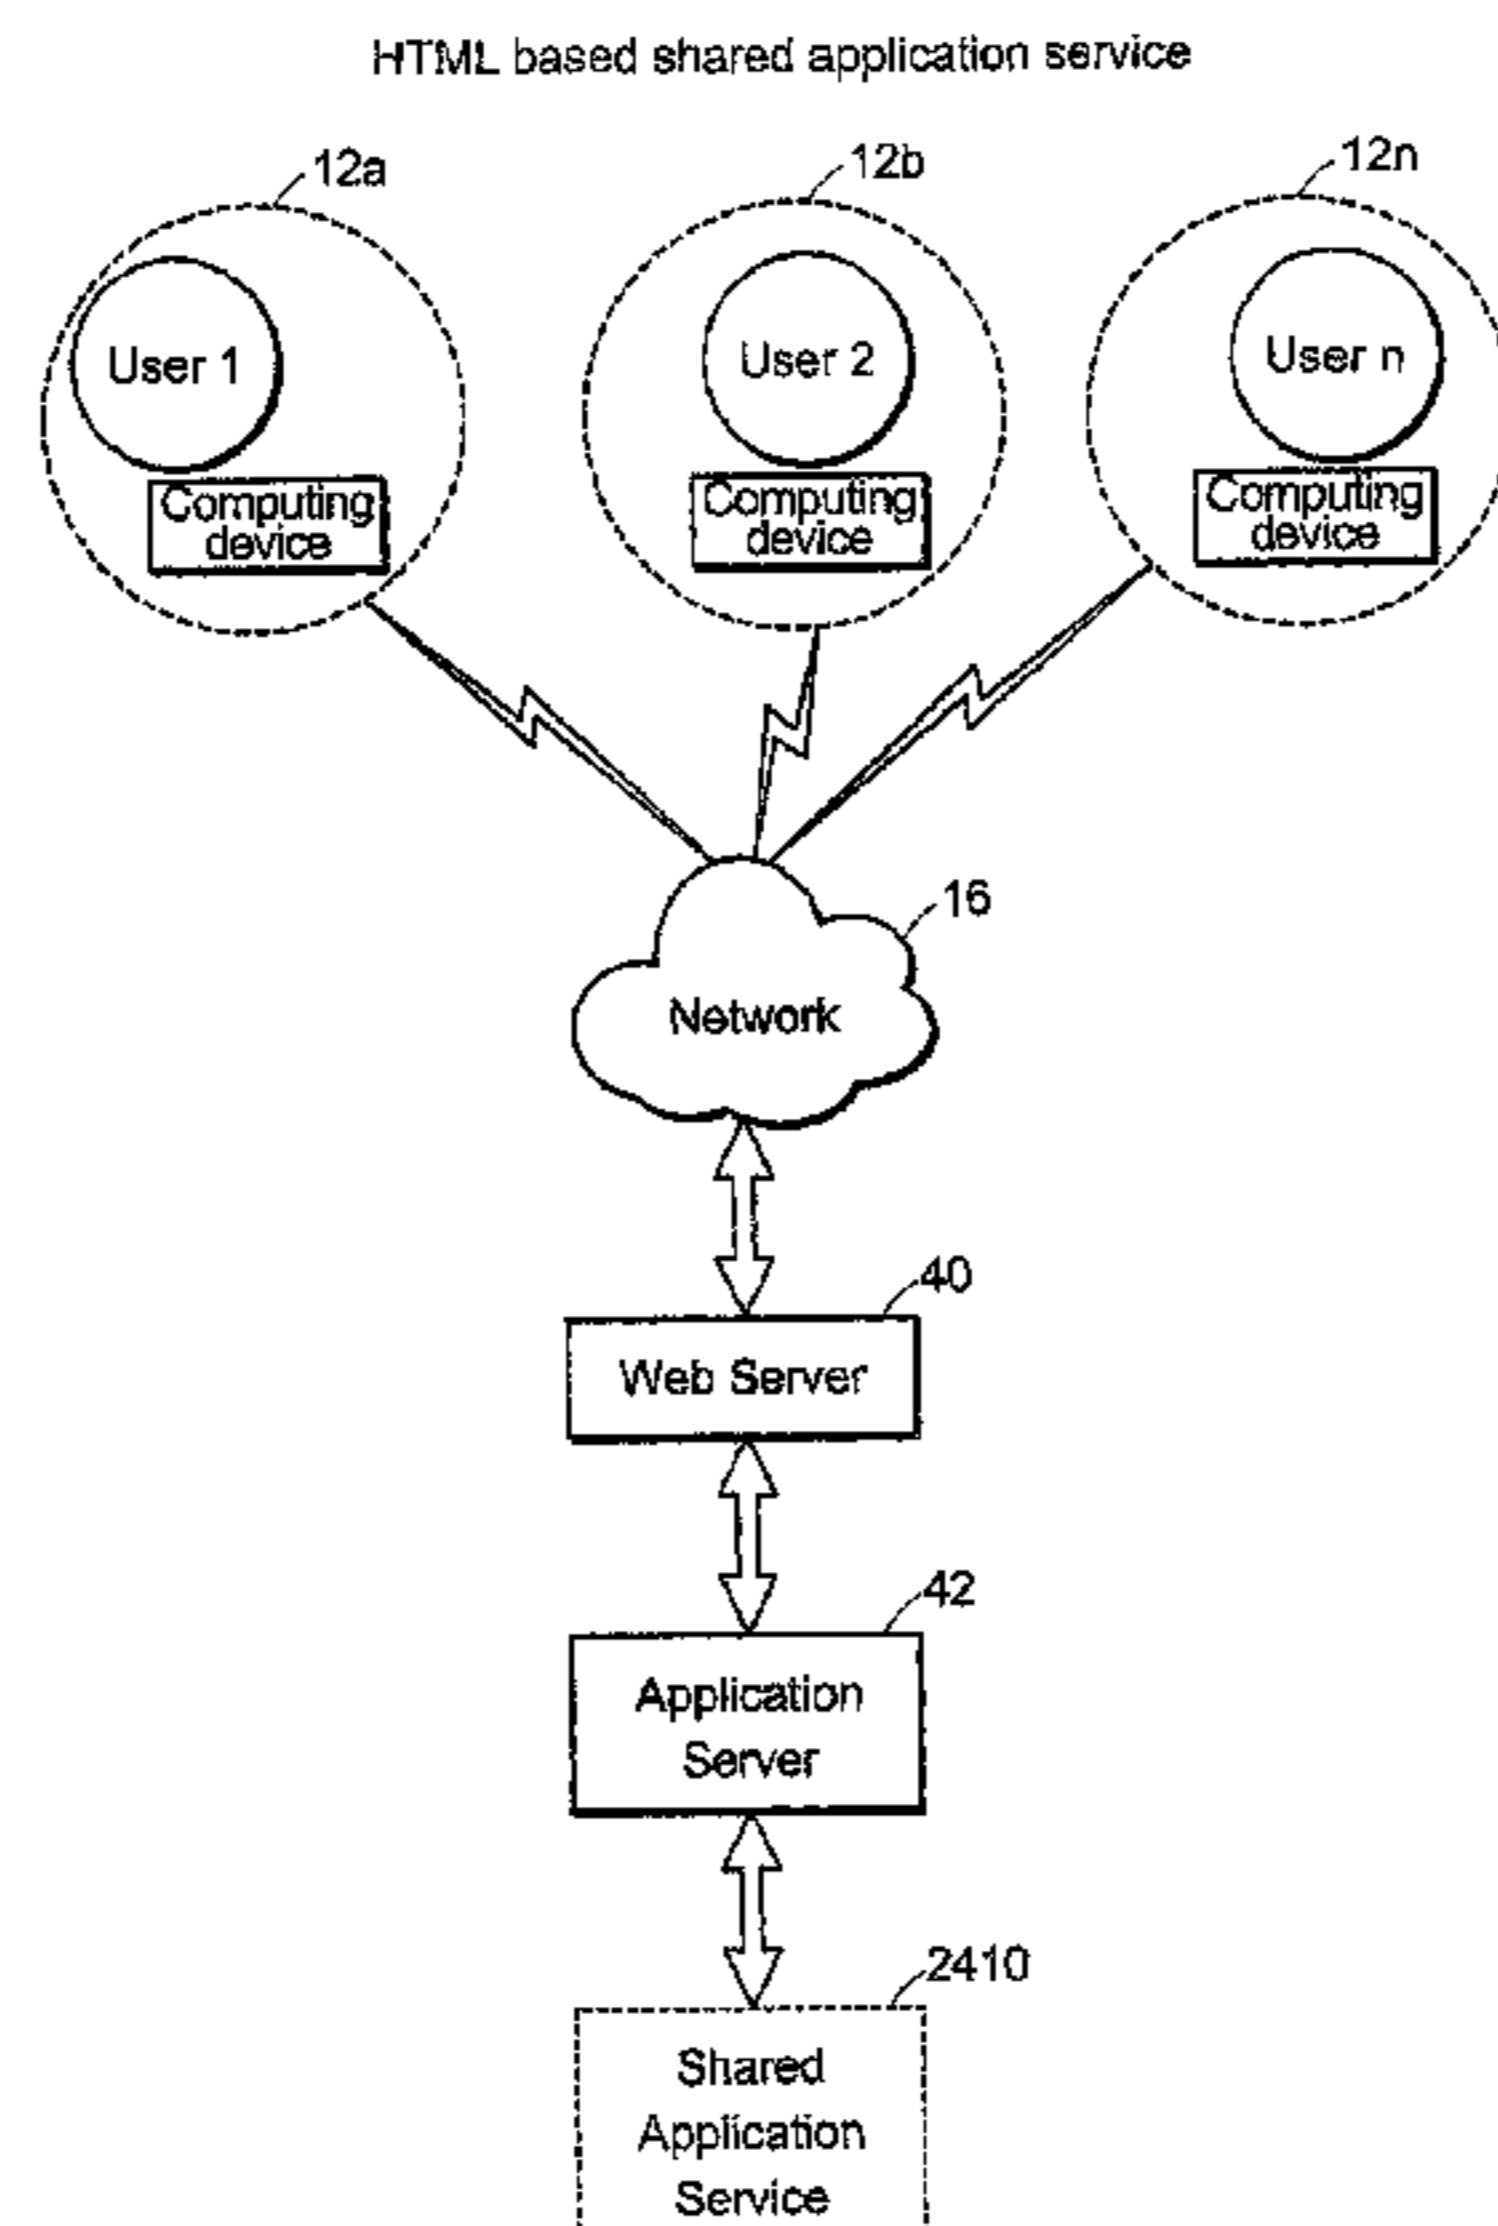 HTML based shared application service
12a
12b
12n
User 1
User 2
User n
Computing
device
Computing
device
Computing
device
16
Network
40
Web Server
42
Application
Server
2410
Shared
Application
Service